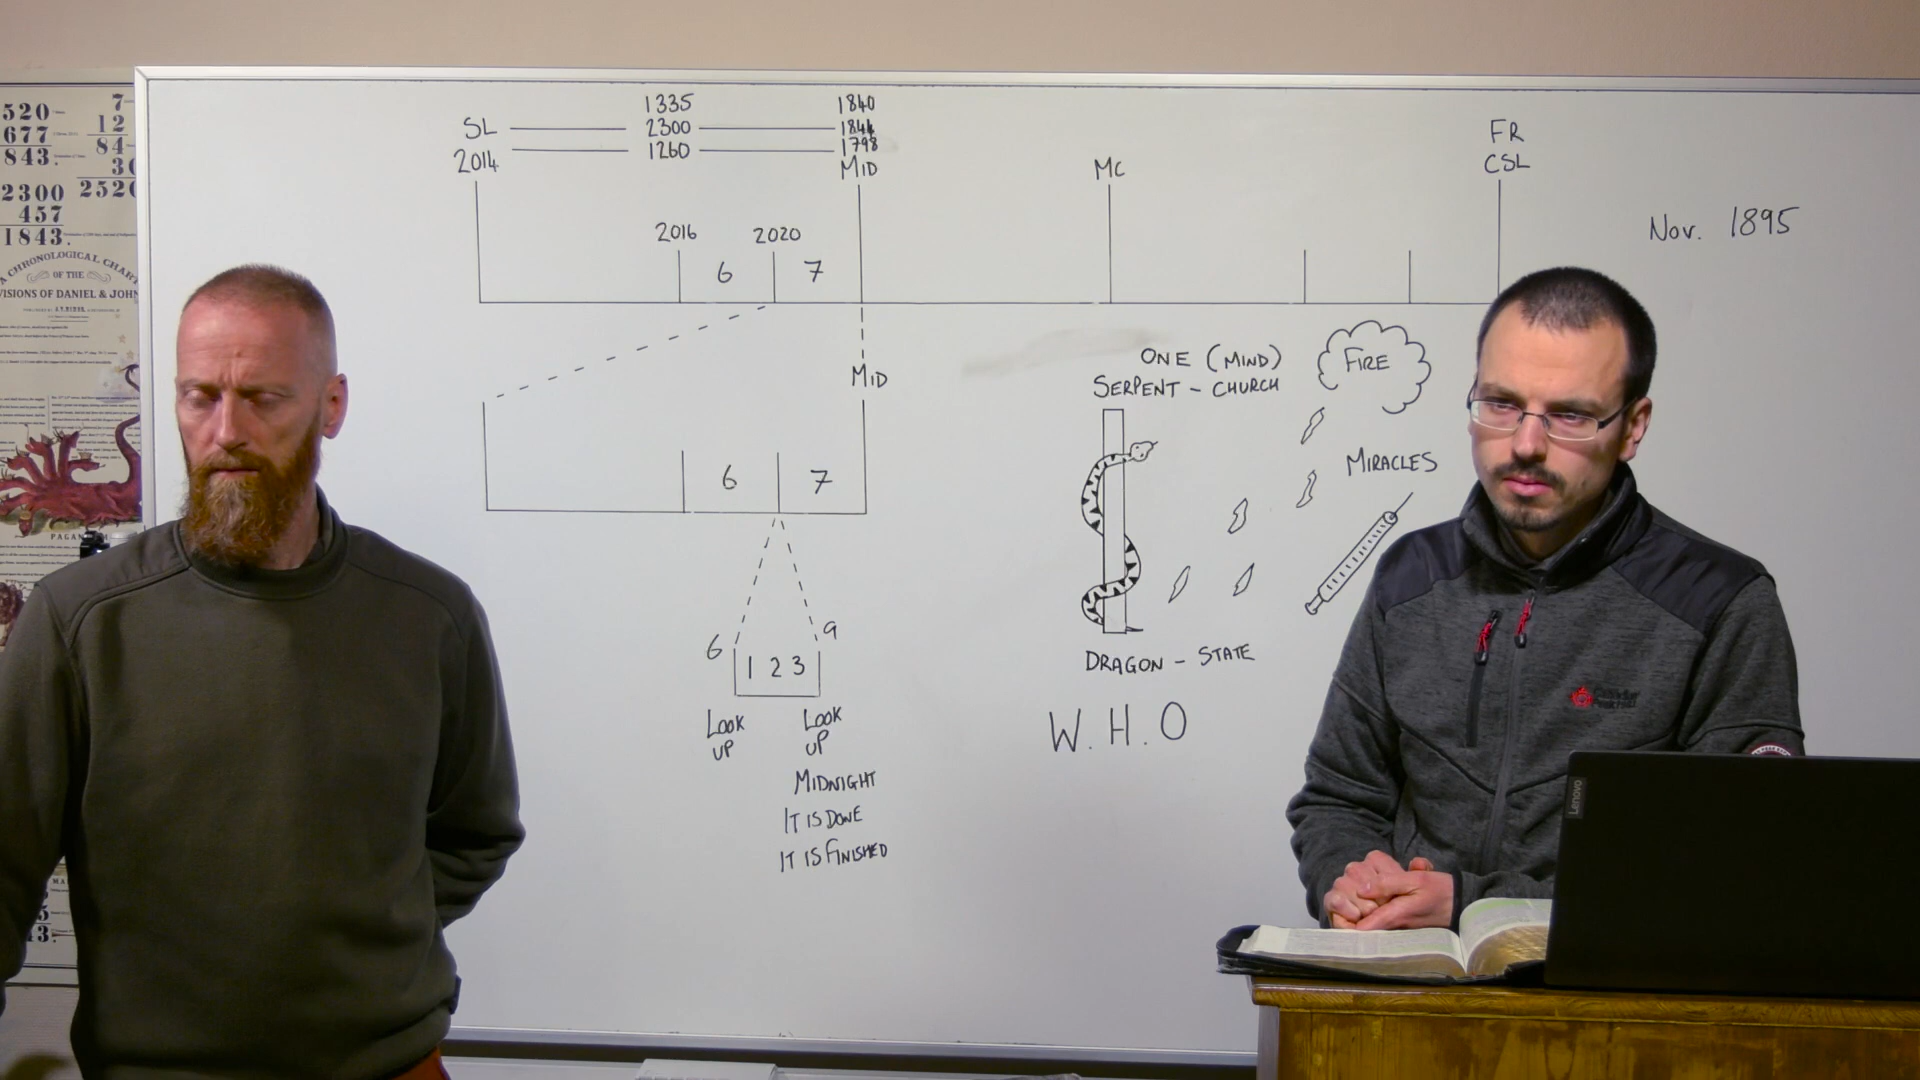 520
677
843.
7
12
84
30
2520
2300
457
1843.
A CHRONOLOGICAL CHART
OF THE
VISIONS OF DANIEL & JOHN
PAGAN
SL
2014
1335
2300
1260
1840
1844
1798
MID
MC
FR
CSL
Nov. 1895
2016 2020
6 7
MID
6 7
6 9
1 2 3
LOOK UP
LOOK UP
MIDNIGHT
IT IS DONE
IT IS FINISHED
ONE (MIND)
SERPENT - CHURCH
FIRE
MIRACLES
DRAGON - STATE
W.H.O
Lenovo